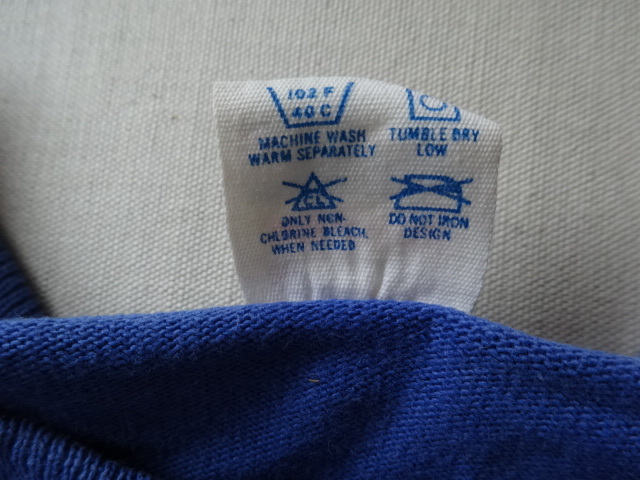 102 F
40 C
MACHINE WASH
WARM SEPARATELY
TUMBLE DRY
LOW
CL
ONLY NON-
CHLORINE BLEACH,
WHEN NEEDED
DO NOT IRON
DESIGN